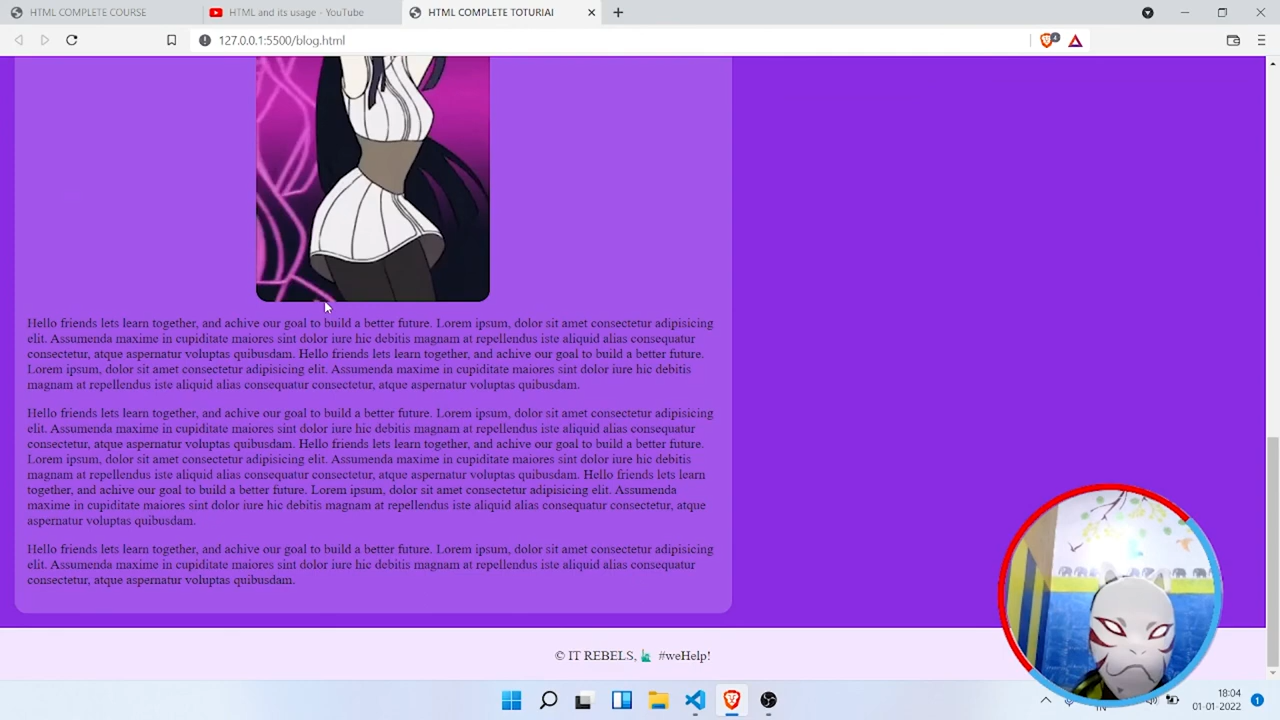 HTML COMPLETE COURSE
HTML and its usage - YouTube
HTML COMPLETE TOTURIAl
127.0.0.1:5500/blog.html
4
Hello friends lets learn together, and achive our goal to build a better future. Lorem ipsum, dolor sit amet consectetur adipisicing
elit. Assumenda maxime in cupiditate maiores sint dolor iure hic debitis magnam at repellendus iste aliquid alias consequatur
consectetur, atque aspernatur voluptas quibusdam. Hello friends lets learn together, and achive our goal to build a better future.
Lorem ipsum, dolor sit amet consectetur adipisicing elit. Assumenda maxime in cupiditate maiores sint dolor iure hic debitis
magnam at repellendus iste aliquid alias consequatur consectetur, atque aspernatur voluptas quibusdam.
Hello friends lets learn together, and achive our goal to build a better future. Lorem ipsum, dolor sit amet consectetur adipisicing
elit. Assumenda maxime in cupiditate maiores sint dolor iure hic debitis magnam at repellendus iste aliquid alias consequatur
consectetur, atque aspernatur voluptas quibusdam. Hello friends lets learn together, and achive our goal to build a better future.
Lorem ipsum, dolor sit amet consectetur adipisicing elit. Assumenda maxime in cupiditate maiores sint dolor iure hic debitis
magnam at repellendus iste aliquid alias consequatur consectetur, atque aspernatur voluptas quibusdam. Hello friends lets learn
together, and achive our goal to build a better future. Lorem ipsum, dolor sit amet consectetur adipisicing elit. Assumenda
maxime in cupiditate maiores sint dolor iure hic debitis magnam at repellendus iste aliquid alias consequatur consectetur, atque
aspernatur voluptas quibusdam.
Hello friends lets learn together, and achive our goal to build a better future. Lorem ipsum, dolor sit amet consectetur adipisicing
elit. Assumenda maxime in cupiditate maiores sint dolor iure hic debitis magnam at repellendus iste aliquid alias consequatur
consectetur, atque aspernatur voluptas quibusdam.
© IT REBELS, 🗽 #weHelp!
IN
18:04
01-01-2022
1